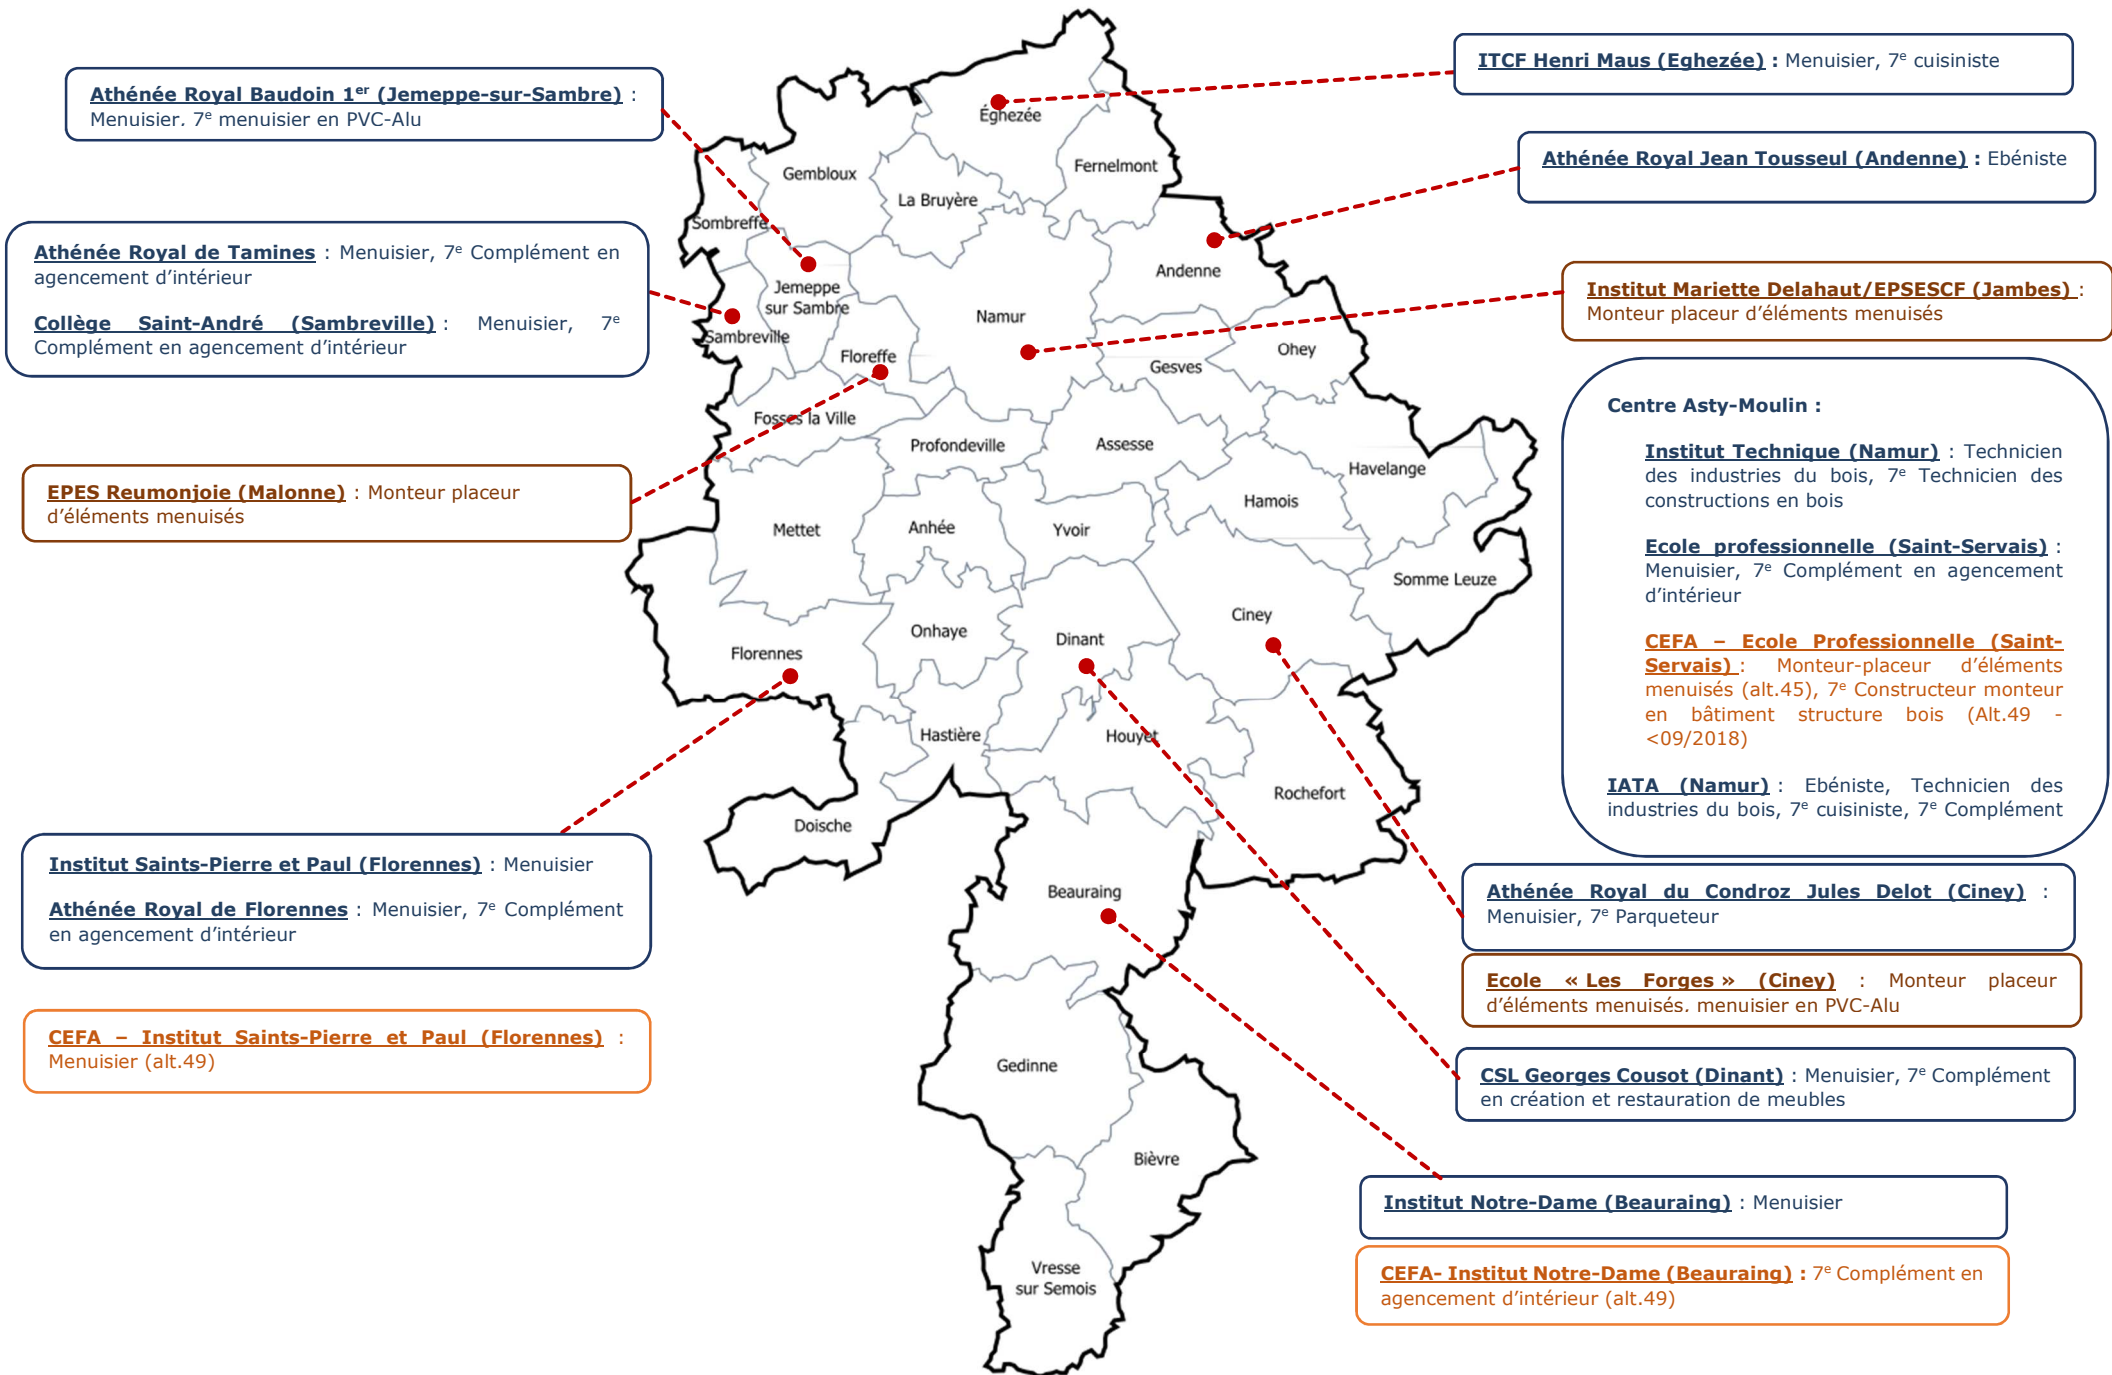 Athénée Royal Baudoin 1er (Jemeppe-sur-Sambre) :
Menuisier. 7e menuisier en PVC-Alu
Athénée Royal de Tamines : Menuisier, 7e Complément en
agencement d'intérieur
Collège Saint-André (Sambreville) : Menuisier, 7e
Complément en agencement d'intérieur
EPES Reumonjoie (Malonne) : Monteur placeur
d'éléments menuisés
Institut Saints-Pierre et Paul (Florennes) : Menuisier
Athénée Royal de Florennes : Menuisier, 7e Complément
en agencement d'intérieur
CEFA – Institut Saints-Pierre et Paul (Florennes) :
Menuisier (alt.49)
Éghezée
Gembloux
Fernelmont
La Bruyère
Sombreffe
Andenne
Jemeppe
sur Sambre
Namur
Sambreville
Floreffe
Gesves
Ohey
Fosses la Ville
Profondeville
Assesse
Havelange
Hamois
Mettet
Anhée
Yvoir
Somme Leuze
Ciney
Onhaye
Dinant
Florennes
Hastière
Houyet
Rochefort
Doische
Beauraing
Gedinne
Bièvre
Vresse
sur Semois
ITCF Henri Maus (Eghezée) : Menuisier, 7e cuisiniste
Athénée Royal Jean Tousseul (Andenne) : Ebéniste
Institut Mariette Delahaut/EPSESCF (Jambes) :
Monteur placeur d'éléments menuisés
Centre Asty-Moulin :
Institut Technique (Namur) : Technicien
des industries du bois, 7e Technicien des
constructions en bois
Ecole professionnelle (Saint-Servais) :
Menuisier, 7e Complément en agencement
d'intérieur
CEFA – Ecole Professionnelle (Saint-
Servais) : Monteur-placeur d'éléments
menuisés (alt.45), 7e Constructeur monteur
en bâtiment structure bois (Alt.49 -
<09/2018)
IATA (Namur) : Ebéniste, Technicien des
industries du bois, 7e cuisiniste, 7e Complément
Athénée Royal du Condroz Jules Delot (Ciney) :
Menuisier, 7e Parqueteur
Ecole « Les Forges » (Ciney) : Monteur placeur
d'éléments menuisés. menuisier en PVC-Alu
CSL Georges Cousot (Dinant) : Menuisier, 7e Complément
en création et restauration de meubles
Institut Notre-Dame (Beauraing) : Menuisier
CEFA- Institut Notre-Dame (Beauraing) : 7e Complément en
agencement d'intérieur (alt.49)